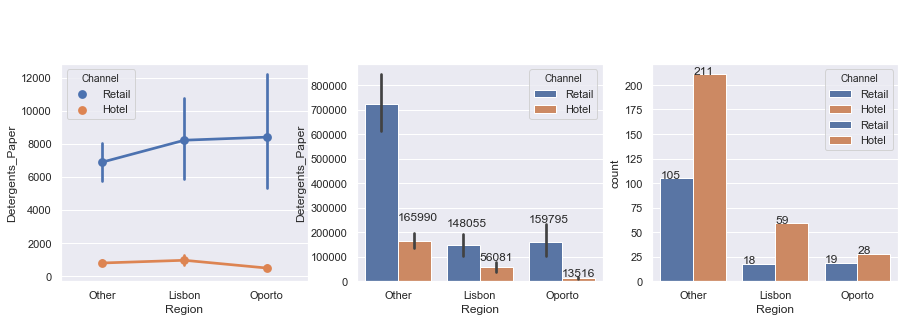 Detergents_Paper
12000
10000
8000
6000
4000
2000
0
Channel
Retail
Hotel
Other
Lisbon
Oporto
Region
Detergents_Paper
800000
700000
600000
500000
400000
300000
200000
100000
0
Channel
Retail
Hotel
165990
148055
56081
159795
13516
Other
Lisbon
Oporto
Region
count
200
175
150
125
100
75
50
25
0
Channel
Retail
Hotel
Retail
Hotel
105
211
18
59
19
28
Other
Lisbon
Oporto
Region